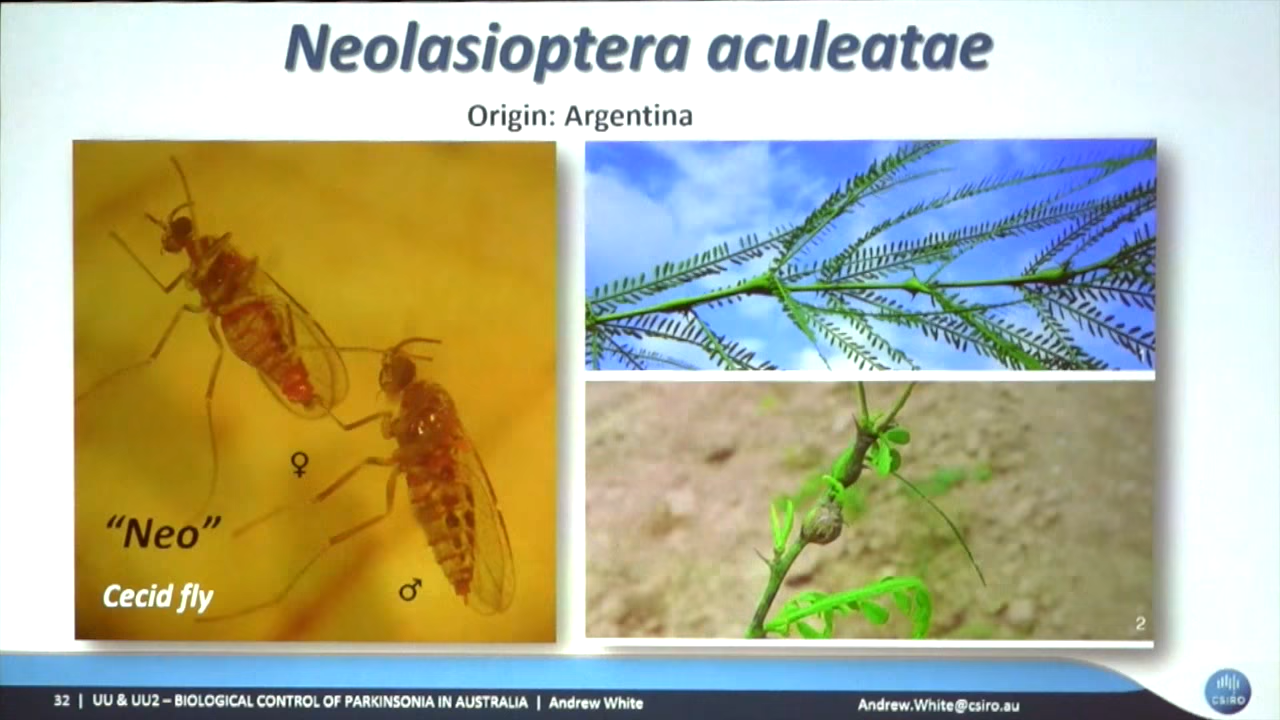 Neolasioptera aculeatae
Origin: Argentina
♀
“Neo”
Cecid fly
♂
2
32 | UU & UU2 – BIOLOGICAL CONTROL OF PARKINSONIA IN AUSTRALIA | Andrew White
Andrew.White@csiro.au
CSIRO